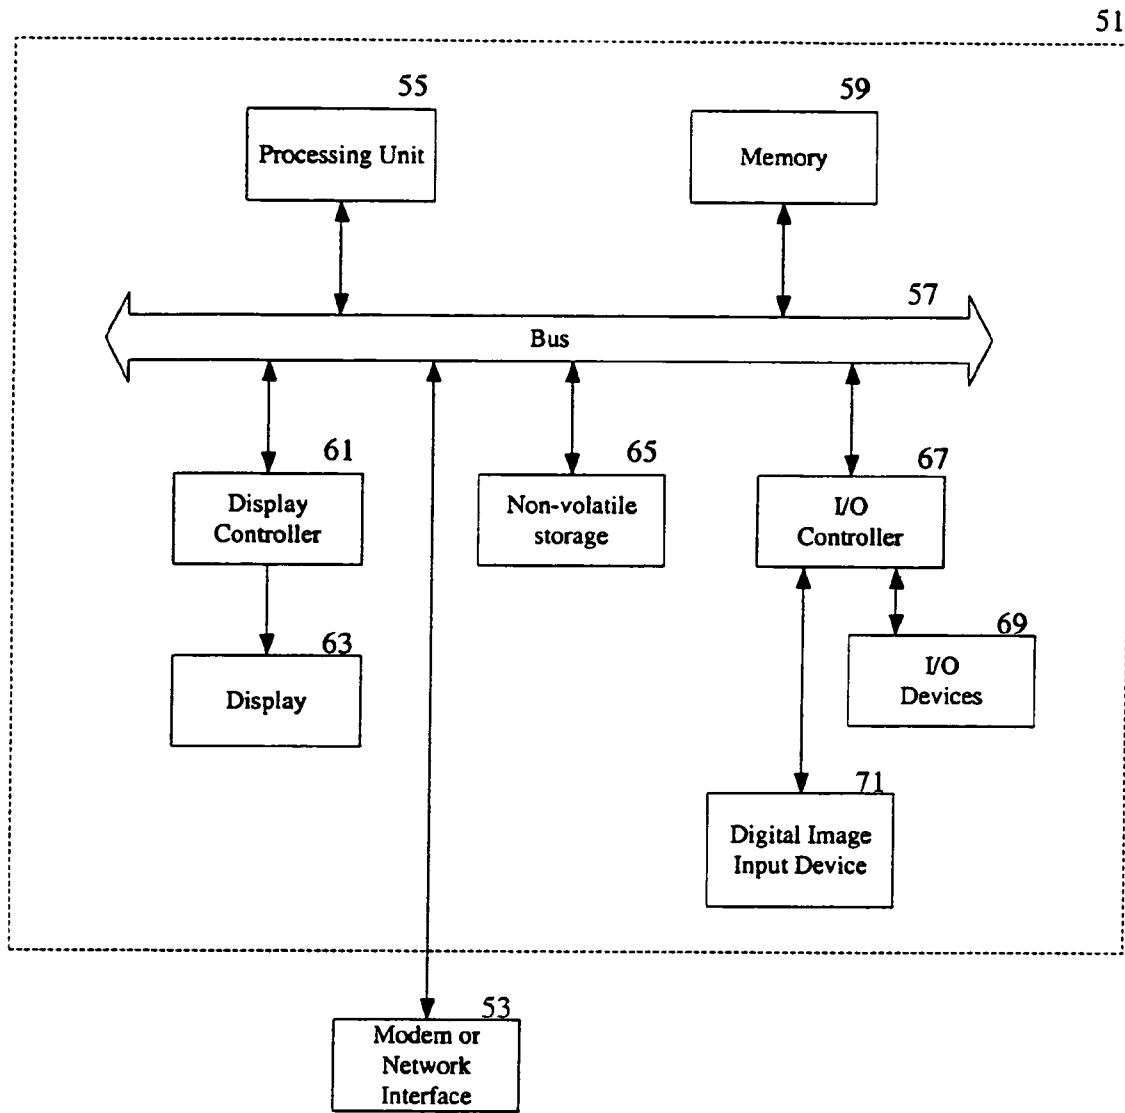 51
55
59
Processing Unit
Memory
57
Bus
61
65
67
Display
Controller
Non-volatile
storage
I/O
Controller
63
69
Display
I/O
Devices
71
Digital Image
Input Device
53
Modem or
Network
Interface